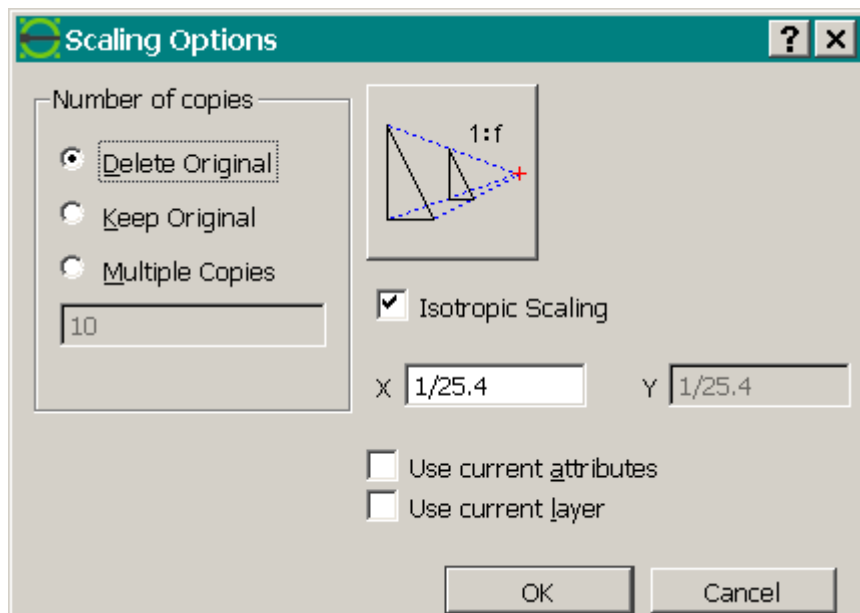 Scaling Options
Number of copies
Delete Original
Keep Original
Multiple Copies
10
1:f
Isotropic Scaling
X 1/25.4 Y 1/25.4
Use current attributes
Use current layer
OK Cancel